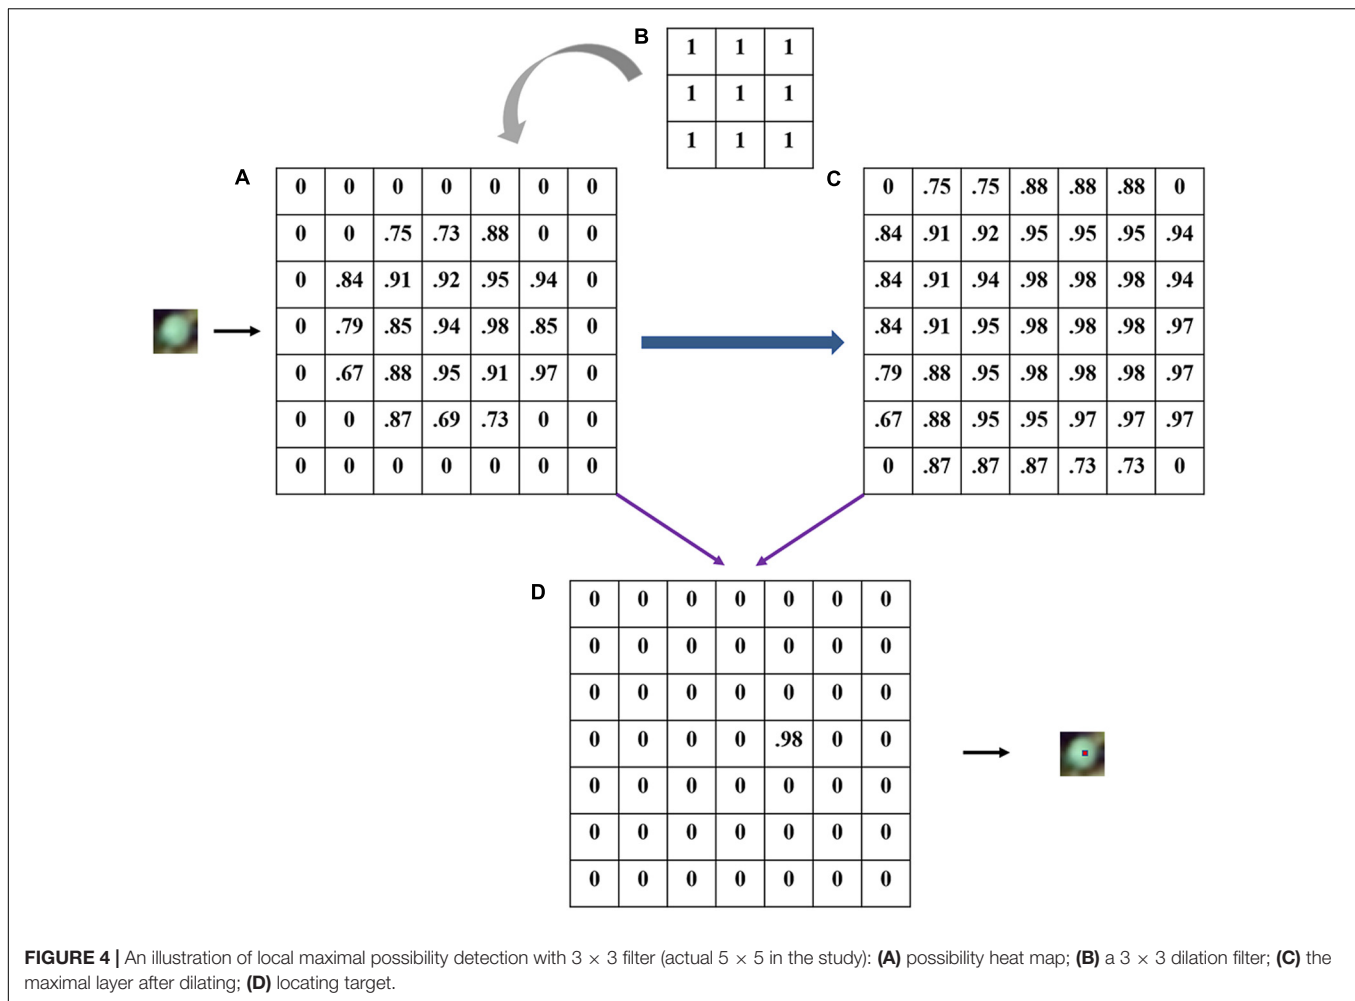 B
1 1 1
1 1 1
1 1 1
A
0 0 0 0 0 0 0
0 0 .75 .73 .88 0 0
0 .84 .91 .92 .95 .94 0
0 .79 .85 .94 .98 .85 0
0 .67 .88 .95 .91 .97 0
0 0 .87 .69 .73 0 0
0 0 0 0 0 0 0
C
0 .75 .75 .88 .88 .88 0
.84 .91 .92 .95 .95 .95 .94
.84 .91 .94 .98 .98 .98 .94
.84 .91 .95 .98 .98 .98 .97
.79 .88 .95 .98 .98 .98 .97
.67 .88 .95 .95 .97 .97 .97
0 .87 .87 .87 .73 .73 0
D
0 0 0 0 0 0 0
0 0 0 0 0 0 0
0 0 0 0 0 0 0
0 0 0 0 .98 0 0
0 0 0 0 0 0 0
0 0 0 0 0 0 0
0 0 0 0 0 0 0
FIGURE 4 | An illustration of local maximal possibility detection with 3 × 3 filter (actual 5 × 5 in the study): (A) possibility heat map; (B) a 3 × 3 dilation filter; (C) the
maximal layer after dilating; (D) locating target.